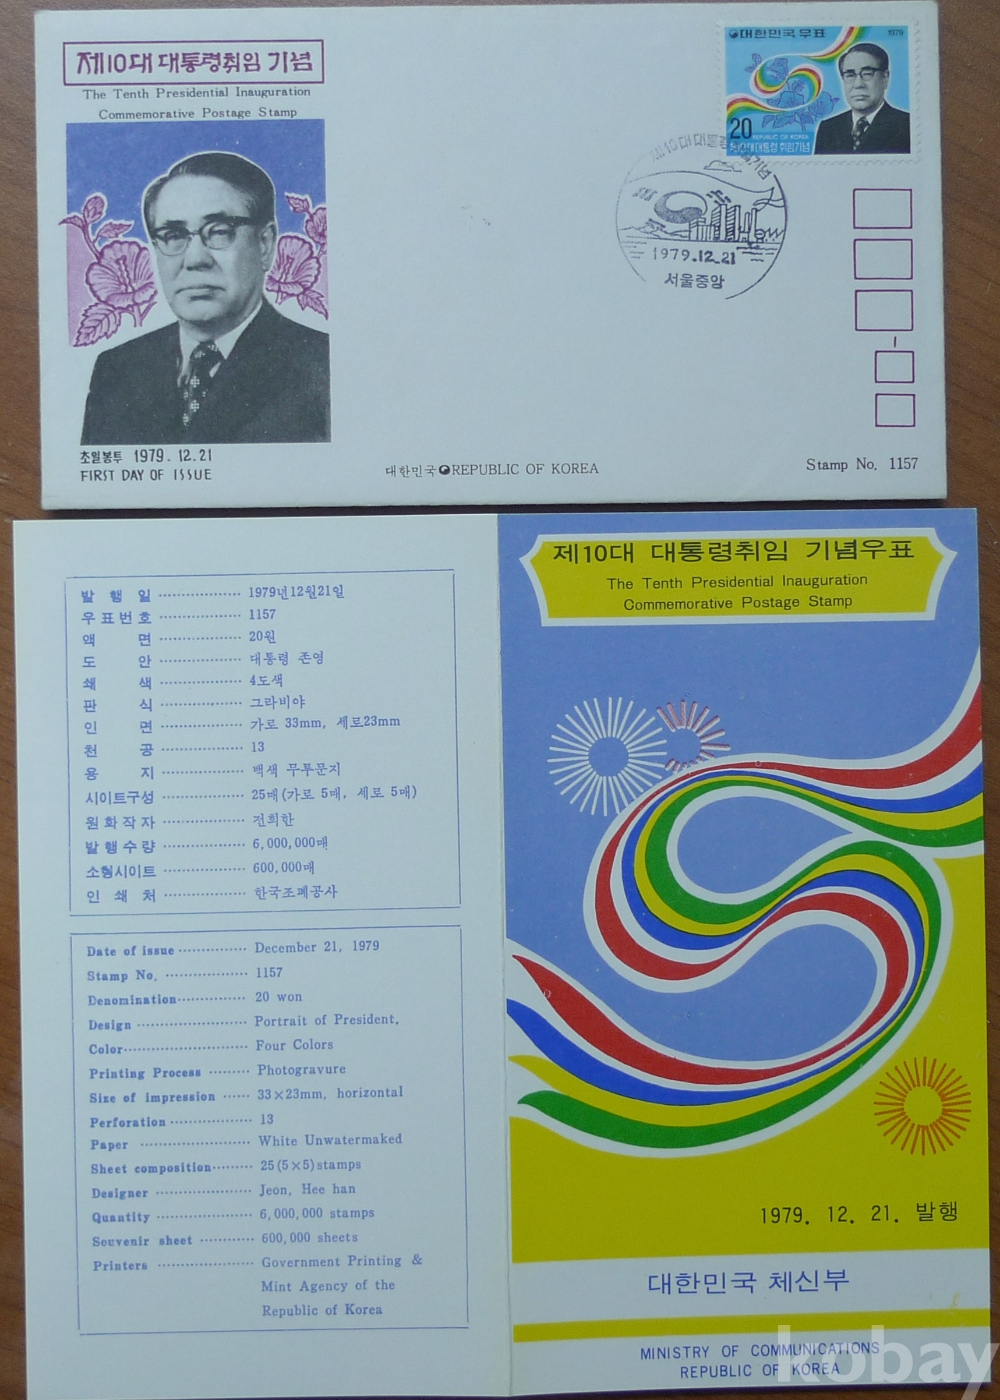 제10대 대통령취임 기념
The Tenth Presidential Inauguration
Commemorative Postage Stamp
초일봉투 1979. 12. 21
FIRST DAY OF ISSUE
대한민국 REPUBLIC OF KOREA
대한민국 우표 1979
20
REPUBLIC OF KOREA
제10대 대통령 취임기념
1979.12.21
서울중앙
Stamp No. 1157
발행일 1979년12월21일
우표번호 1157
액면 20원
도안 대통령 존영
쇄색 4도색
판식 그라비아
인면 가로 33mm, 세로23mm
천공 13
용지 백색 무투문지
시이트구성 25매(가로 5매, 세로 5매)
원화작자 전희한
발행수량 6,000,000매
소형시이트 600,000매
인쇄처 한국조폐공사
Date of issue December 21, 1979
Stamp No. 1157
Denomination 20 won
Design Portrait of President,
Color Four Colors
Printing Process Photogravure
Size of impression 33×23mm, horizontal
Perforation 13
Paper White Unwatermaked
Sheet composition 25(5×5)stamps
Designer Jeon, Hee han
Quantity 6,000,000 stamps
Souvenir sheet 600,000 sheets
Printers Government Printing &
Mint Agency of the
Republic of Korea
제10대 대통령취임 기념우표
The Tenth Presidential Inauguration
Commemorative Postage Stamp
1979. 12. 21. 발행
대한민국 체신부
MINISTRY OF COMMUNICATIONS
REPUBLIC OF KOREA
kobay